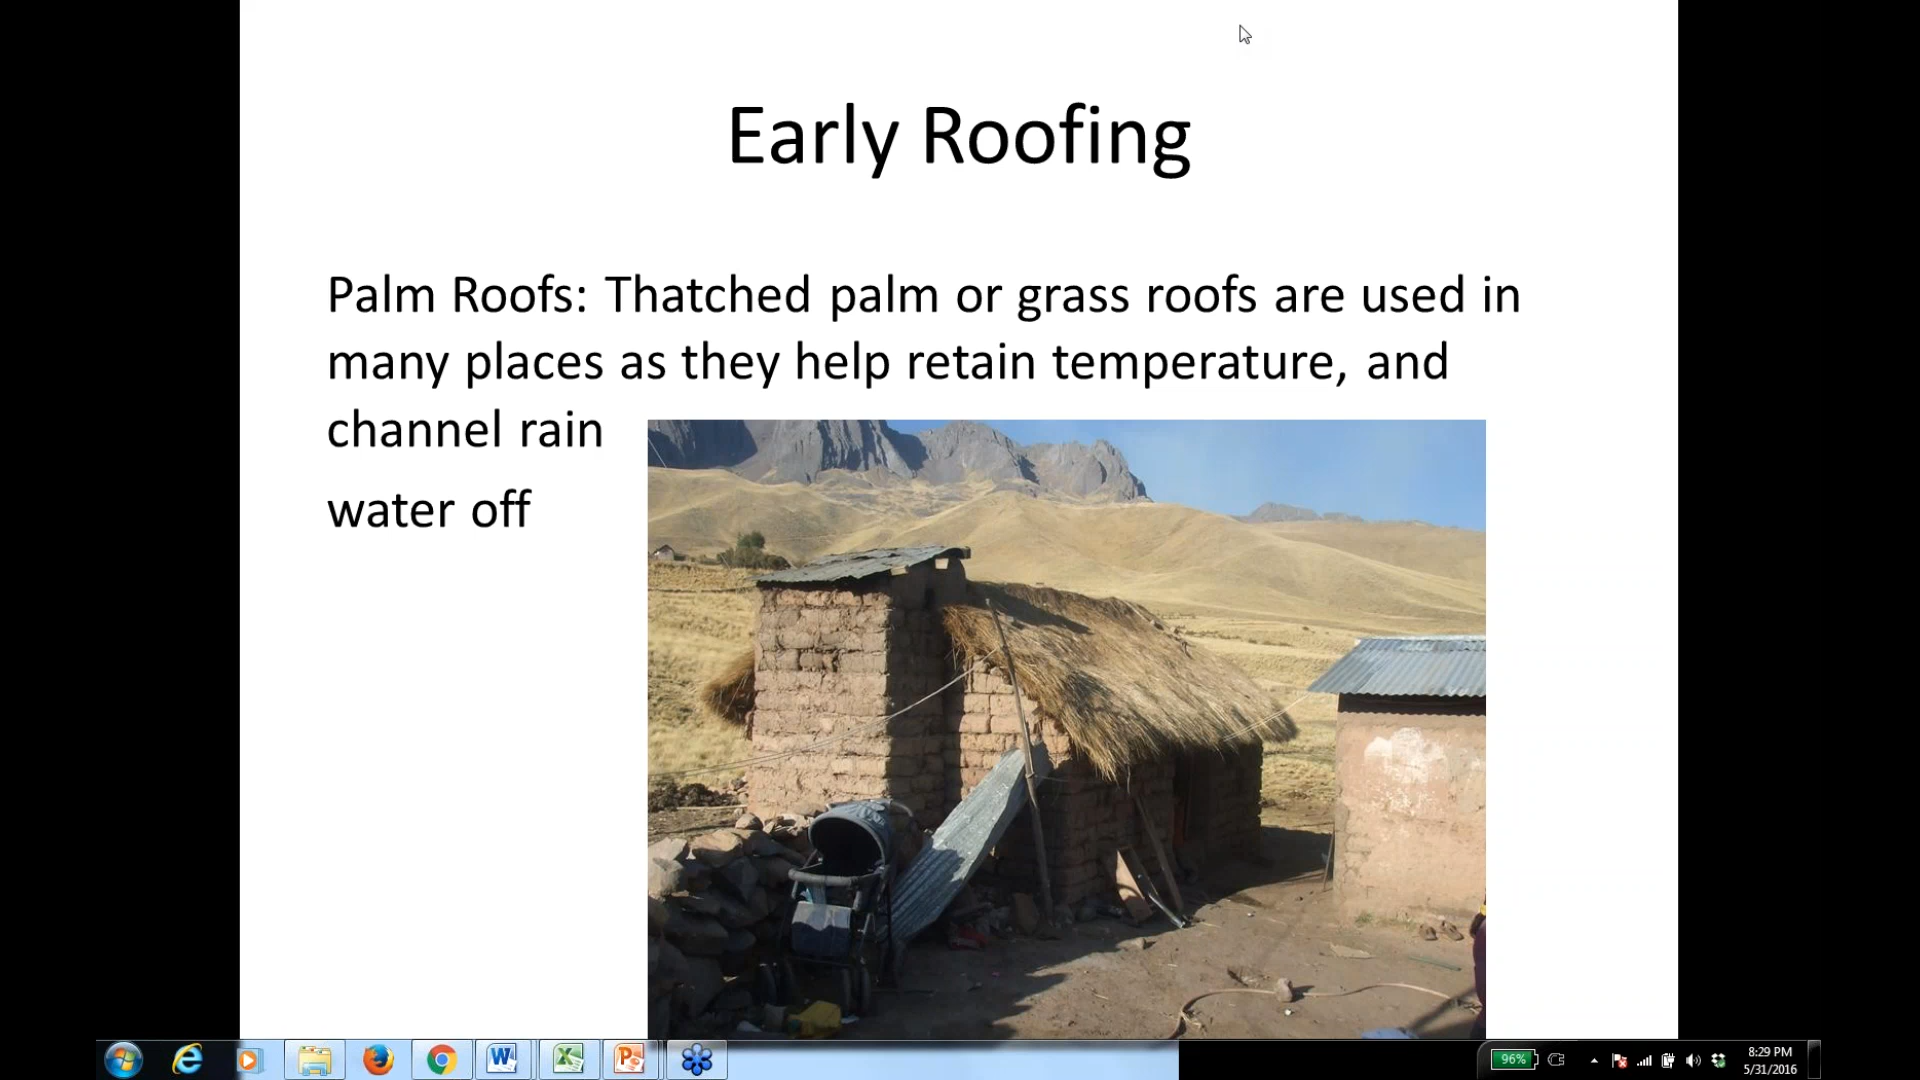 Early Roofing
Palm Roofs: Thatched palm or grass roofs are used in
many places as they help retain temperature, and
channel rain
water off
96%
8:29 PM
5/31/2016